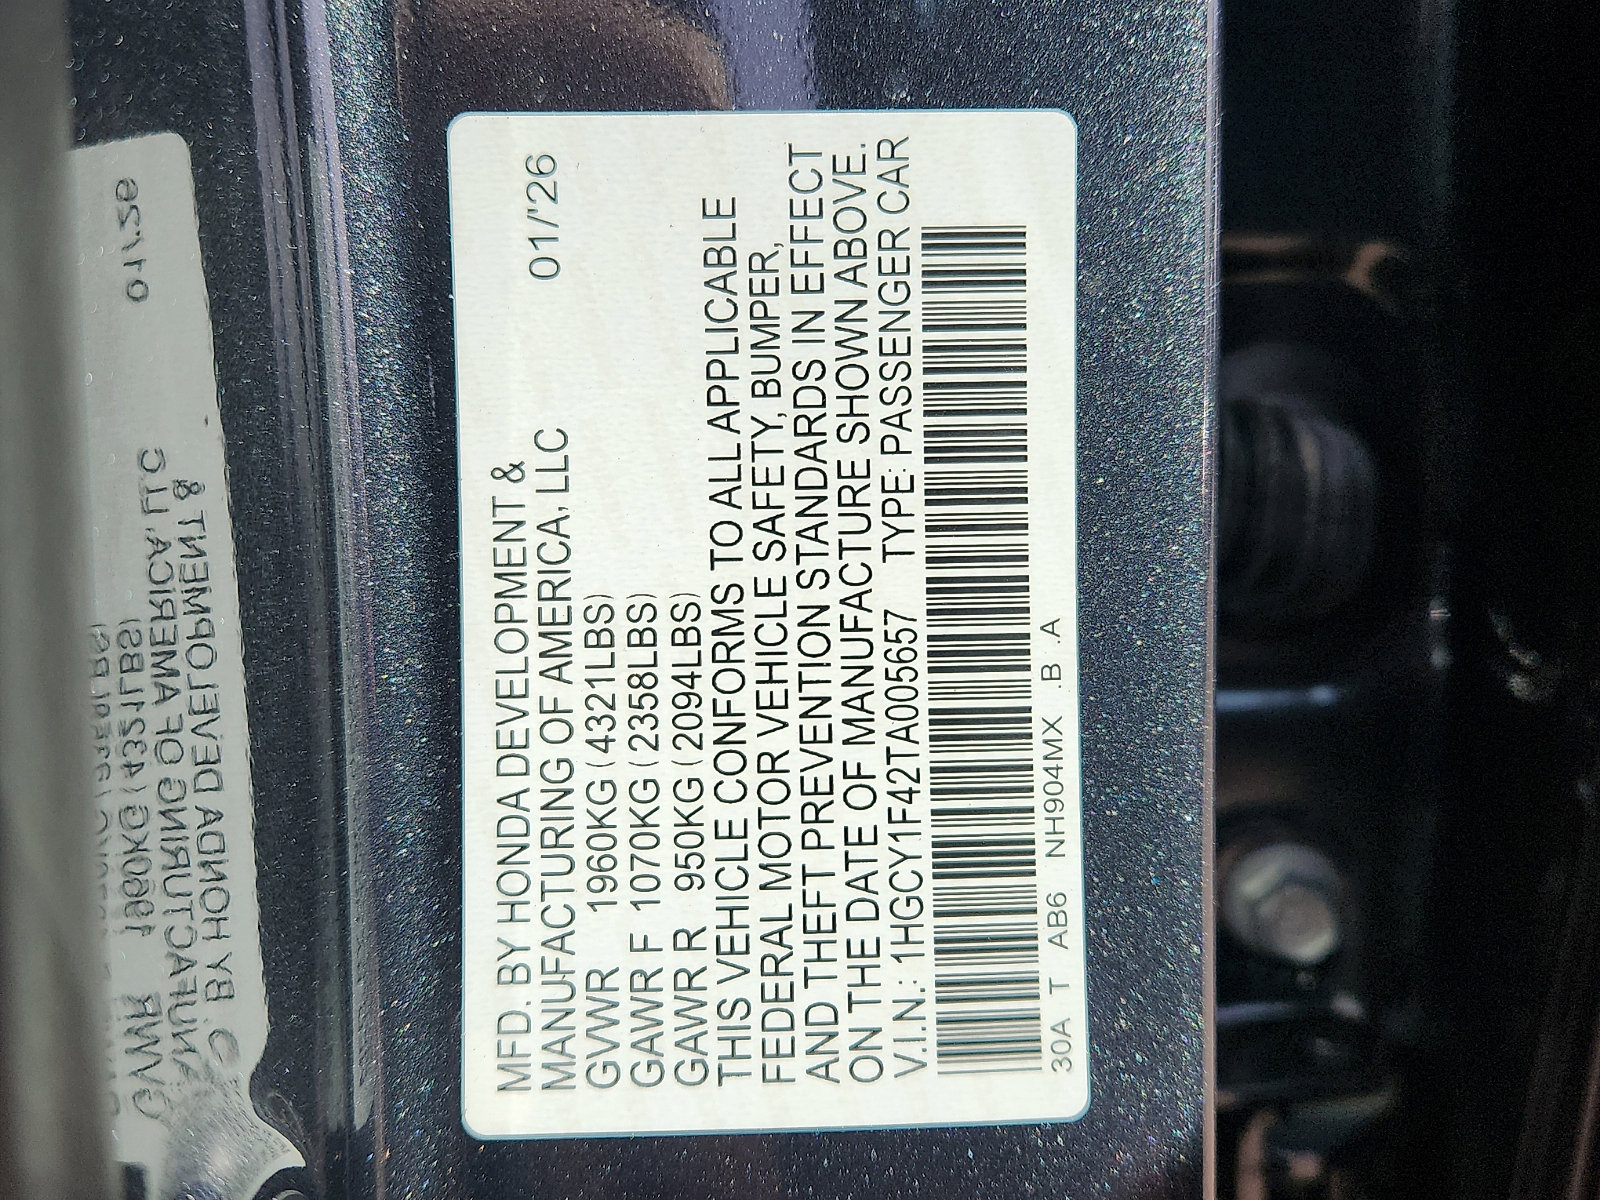 MFD. BY HONDA DEVELOPMENT & 01/'26
MANUFACTURING OF AMERICA, LLC
GVWR 1960KG (4321LBS)
GAWR F 1070KG (2358LBS)
GAWR R 950KG (2094LBS)
THIS VEHICLE CONFORMS TO ALL APPLICABLE
FEDERAL MOTOR VEHICLE SAFETY, BUMPER,
AND THEFT PREVENTION STANDARDS IN EFFECT
ON THE DATE OF MANUFACTURE SHOWN ABOVE.
V.I.N.: 1HGCY1F42TA005657 TYPE: PASSENGER CAR
30A T AB6 NH904MX .B .A